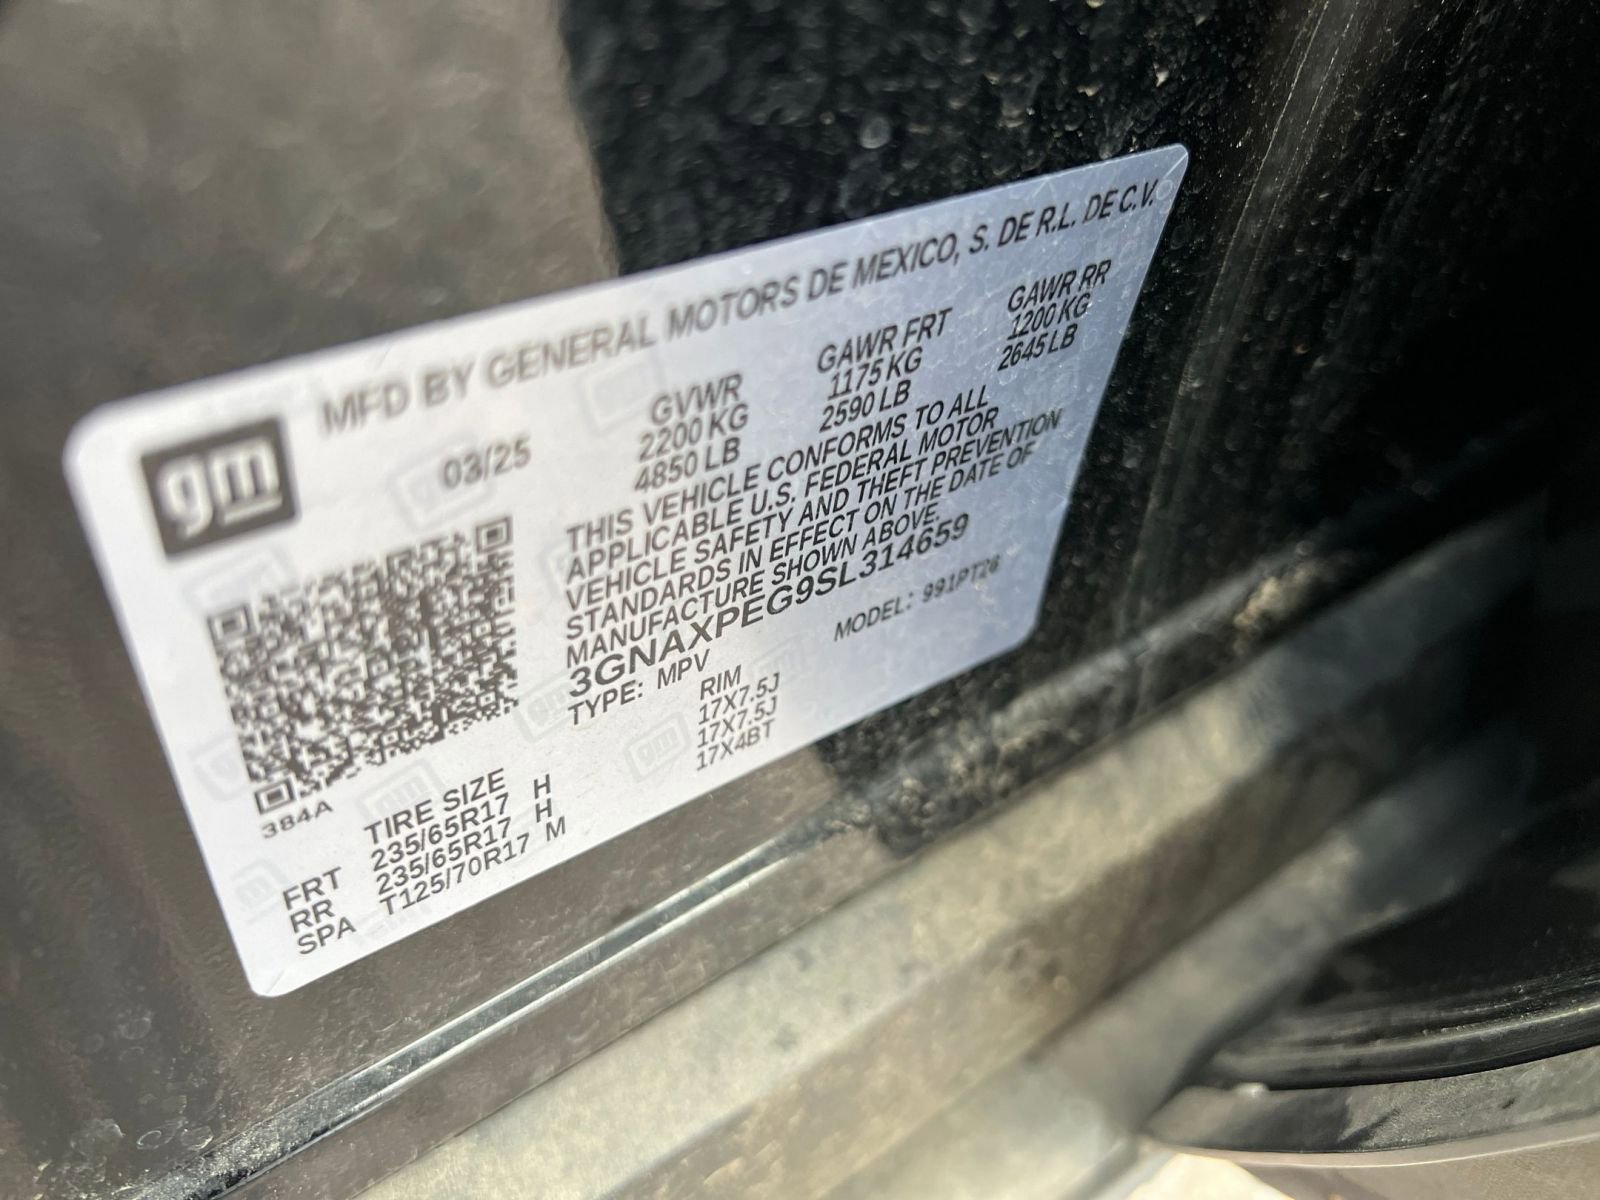 gm
MFD BY GENERAL MOTORS DE MEXICO, S. DE R.L. DE C.V.
03/25
GVWR GAWR FRT GAWR RR
2200 KG 1175 KG 1200 KG
4850 LB 2590 LB 2645 LB
THIS VEHICLE CONFORMS TO ALL
APPLICABLE U.S. FEDERAL MOTOR
VEHICLE SAFETY AND THEFT PREVENTION
STANDARDS IN EFFECT ON THE DATE OF
MANUFACTURE SHOWN ABOVE.
3GNAXPEG9SL314659
TYPE: MPV MODEL: 991PT26
384A
TIRE SIZE RIM
FRT 235/65R17 H 17X7.5J
RR 235/65R17 H 17X7.5J
SPA T125/70R17 M 17X4BT